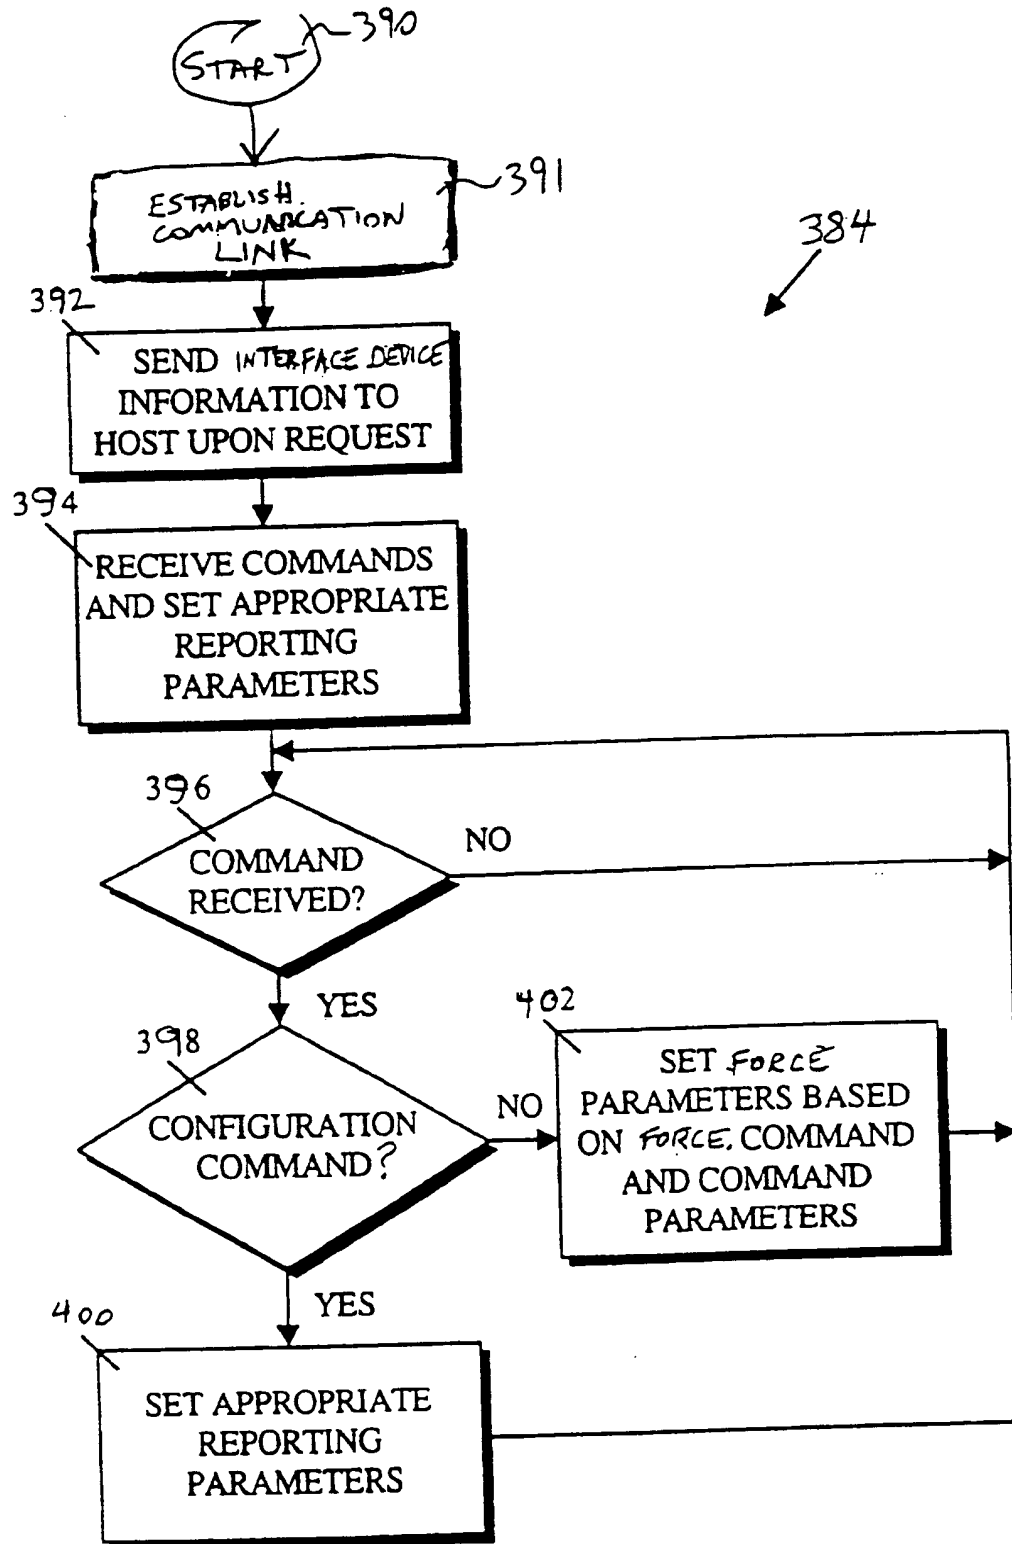 390
START
391
ESTABLISH.
COMMUNICATION
LINK
384
392
SEND INTERFACE DEVICE
INFORMATION TO
HOST UPON REQUEST
394
RECEIVE COMMANDS
AND SET APPROPRIATE
REPORTING
PARAMETERS
396
COMMAND
RECEIVED?
NO
YES
398
CONFIGURATION
COMMAND?
NO
402
SET FORCE
PARAMETERS BASED
ON FORCE. COMMAND
AND COMMAND
PARAMETERS
YES
400
SET APPROPRIATE
REPORTING
PARAMETERS